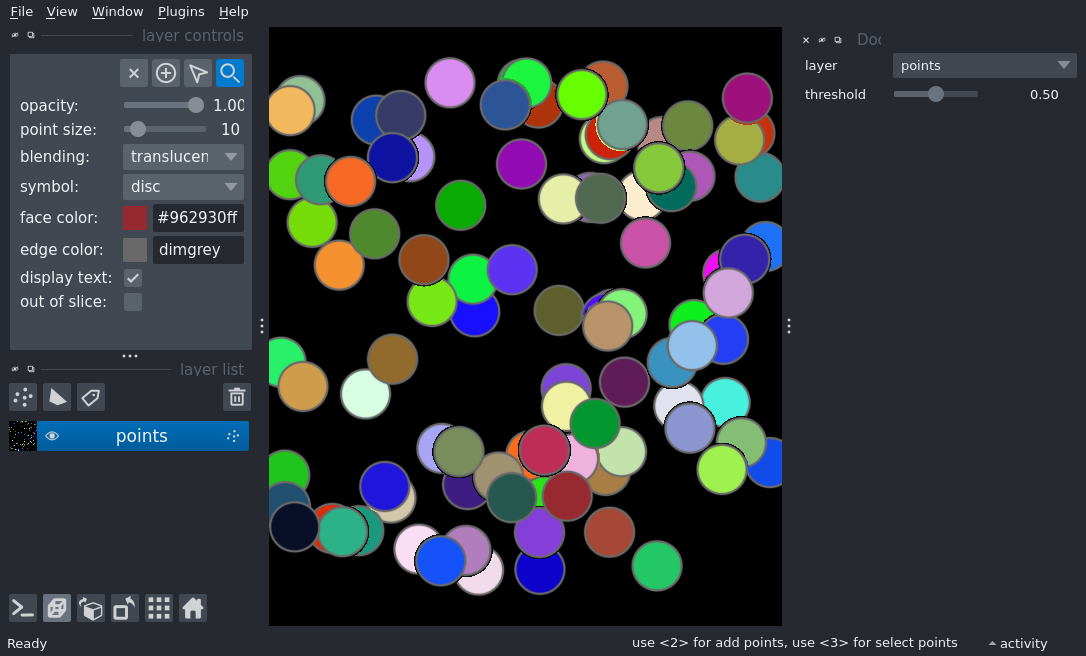 File View Window Plugins Help
layer controls
opacity: 1.00
point size: 10
blending: translucen
symbol: disc
face color: #962930ff
edge color: dimgrey
display text:
out of slice:
layer list
points
Ready
Doc
layer points
threshold 0.50
use <2> for add points, use <3> for select points
activity